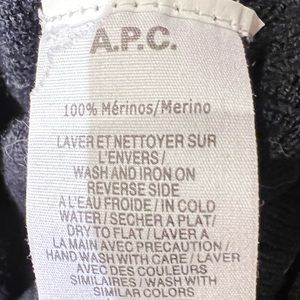 A.P.C.
100% Mérinos/Merino
LAVER ET NETTOYER SUR
L'ENVERS /
WASH AND IRON ON
REVERSE SIDE
A L'EAU FROIDE / IN COLD
WATER / SECHER A PLAT/
DRY TO FLAT / LAVER A
LA MAIN AVEC PRECAUTION /
HAND WASH WITH CARE / LAVER
AVEC DES COULEURS
SIMILAIRES / WASH WITH
SIMILAR COLORS